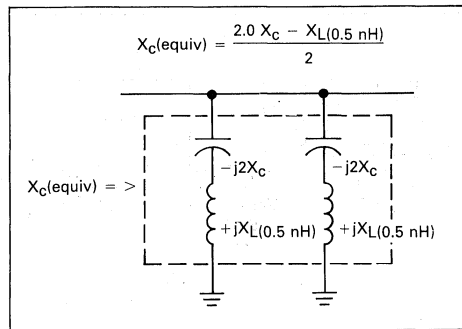 X_c(equiv) = (2.0 X_c − X_L(0.5 nH)) / 2
−j2X_c −j2X_c
X_c(equiv) = >
+jX_L(0.5 nH) +jX_L(0.5 nH)